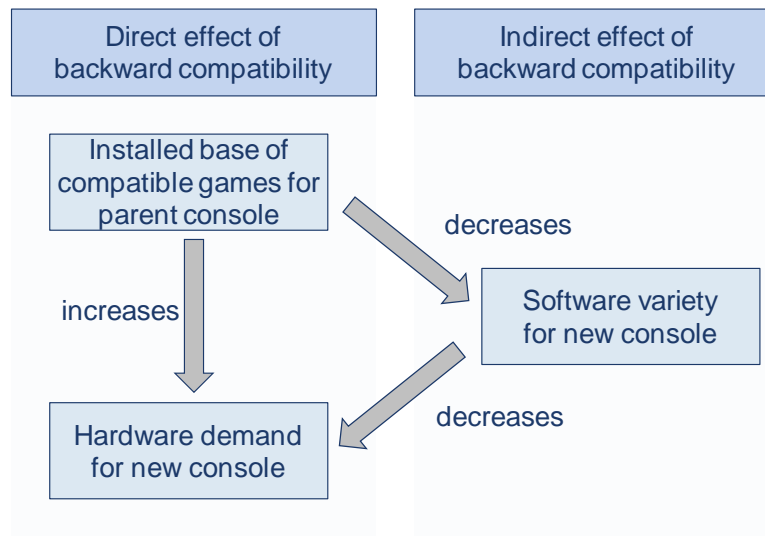 Direct effect of
backward compatibility
Indirect effect of
backward compatibility
Installed base of
compatible games for
parent console
decreases
increases
Software variety
for new console
decreases
Hardware demand
for new console